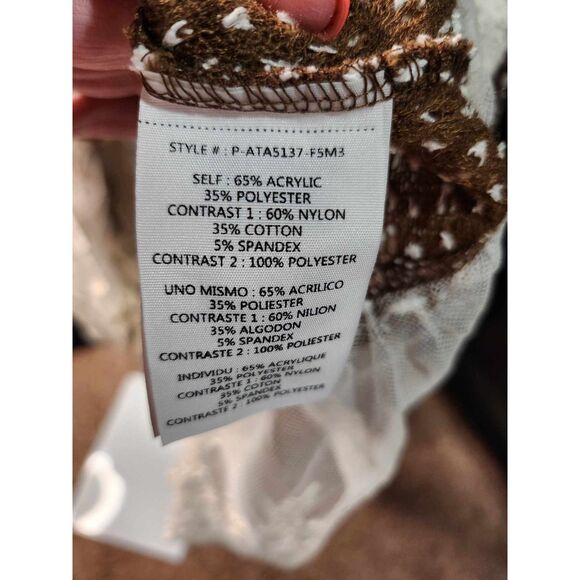 STYLE # : P-ATA5137-F5M3
SELF : 65% ACRYLIC
35% POLYESTER
CONTRAST 1 : 60% NYLON
35% COTTON
5% SPANDEX
CONTRAST 2 : 100% POLYESTER
UNO MISMO : 65% ACRILICO
35% POLIESTER
CONTRASTE 1 : 60% NILION
35% ALGODON
5% SPANDEX
CONTRASTE 2 : 100% POLYESTER
INDIVIDU : 65% ACRYLIQUE
35% POLYESTER
CONTRASTE 1 : 60% NYLON
35% COTON
5% SPANDEX
CONTRASTE 2 : 100% POLYESTER